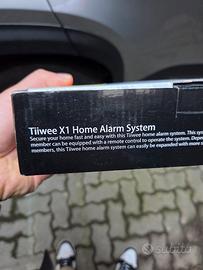 Tiiwee X1 Home Alarm System
Secure your home fast and easy with this Tiiwee home alarm system. This sys
member can be equipped with a remote control to operate the system. Depe
members, this Tiiwee home alarm system can easily be expanded with more o
subito